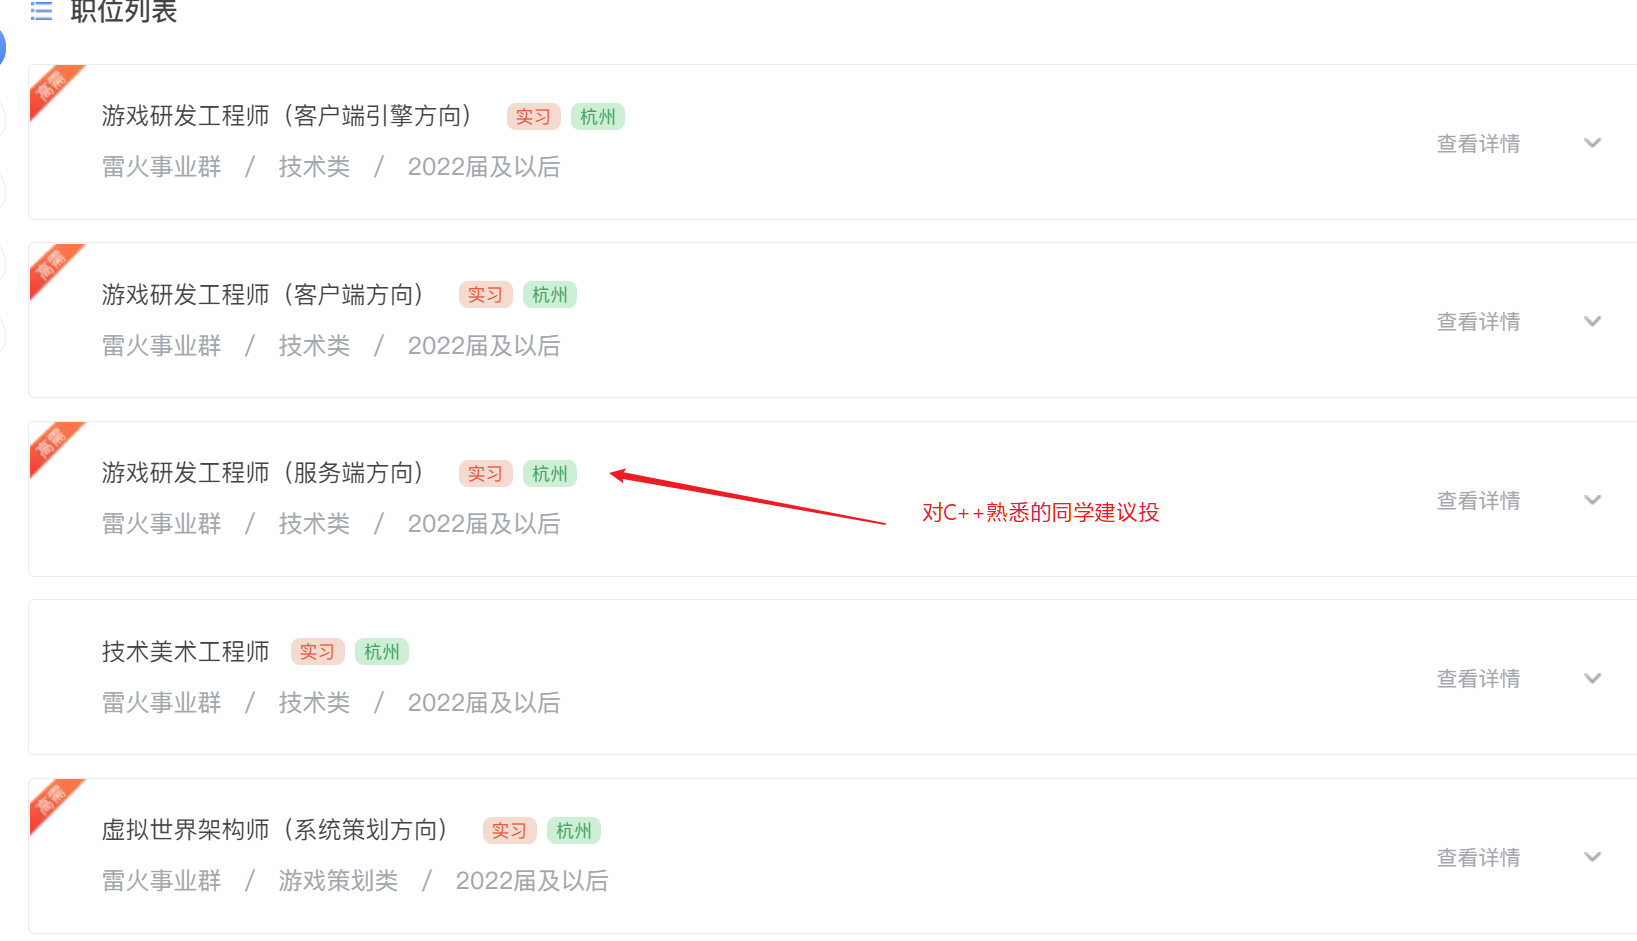 职位列表
高需
游戏研发工程师（客户端引擎方向） 实习 杭州
雷火事业群 / 技术类 / 2022届及以后
查看详情
高需
游戏研发工程师（客户端方向） 实习 杭州
雷火事业群 / 技术类 / 2022届及以后
查看详情
高需
游戏研发工程师（服务端方向） 实习 杭州
对C++熟悉的同学建议投
雷火事业群 / 技术类 / 2022届及以后
查看详情
技术美术工程师 实习 杭州
雷火事业群 / 技术类 / 2022届及以后
查看详情
高需
虚拟世界架构师（系统策划方向） 实习 杭州
雷火事业群 / 游戏策划类 / 2022届及以后
查看详情